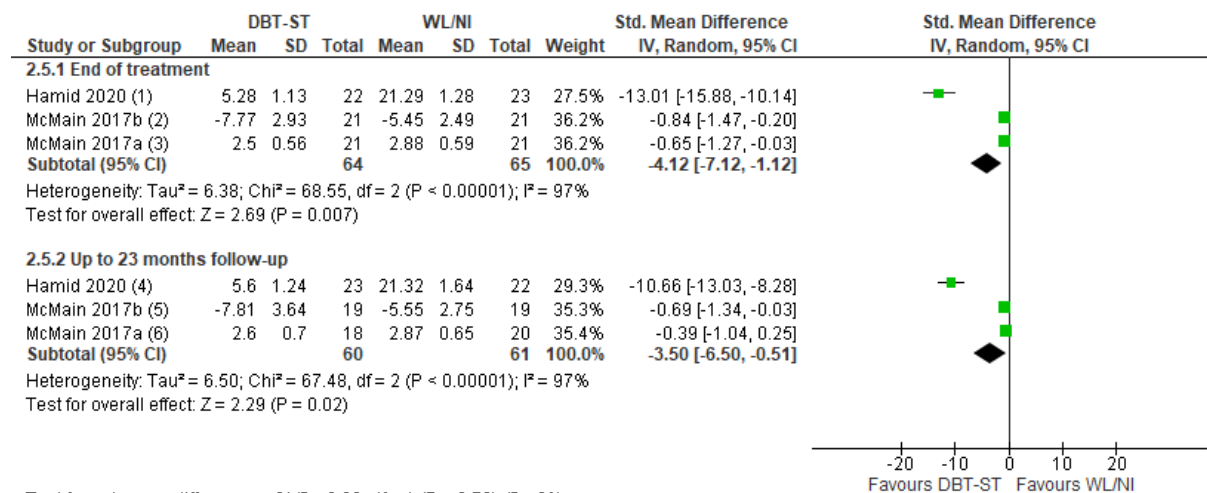 DBT-ST WL/NI Std. Mean Difference Std. Mean Difference
Study or Subgroup Mean SD Total Mean SD Total Weight IV, Random, 95% CI IV, Random, 95% CI
2.5.1 End of treatment
Hamid 2020 (1) 5.28 1.13 22 21.29 1.28 23 27.5% -13.01 [-15.88, -10.14]
McMain 2017b (2) -7.77 2.93 21 -5.45 2.49 21 36.2% -0.84 [-1.47, -0.20]
McMain 2017a (3) 2.5 0.56 21 2.88 0.59 21 36.2% -0.65 [-1.27, -0.03]
Subtotal (95% CI) 64 65 100.0% -4.12 [-7.12, -1.12]
Heterogeneity: Tau² = 6.38; Chi² = 68.55, df = 2 (P < 0.00001); I² = 97%
Test for overall effect: Z = 2.69 (P = 0.007)
2.5.2 Up to 23 months follow-up
Hamid 2020 (4) 5.6 1.24 23 21.32 1.64 22 29.3% -10.66 [-13.03, -8.28]
McMain 2017b (5) -7.81 3.64 19 -5.55 2.75 19 35.3% -0.69 [-1.34, -0.03]
McMain 2017a (6) 2.6 0.7 18 2.87 0.65 20 35.4% -0.39 [-1.04, 0.25]
Subtotal (95% CI) 60 61 100.0% -3.50 [-6.50, -0.51]
Heterogeneity: Tau² = 6.50; Chi² = 67.48, df = 2 (P < 0.00001); I² = 97%
Test for overall effect: Z = 2.29 (P = 0.02)
-20 -10 0 10 20
Favours DBT-ST Favours WL/NI